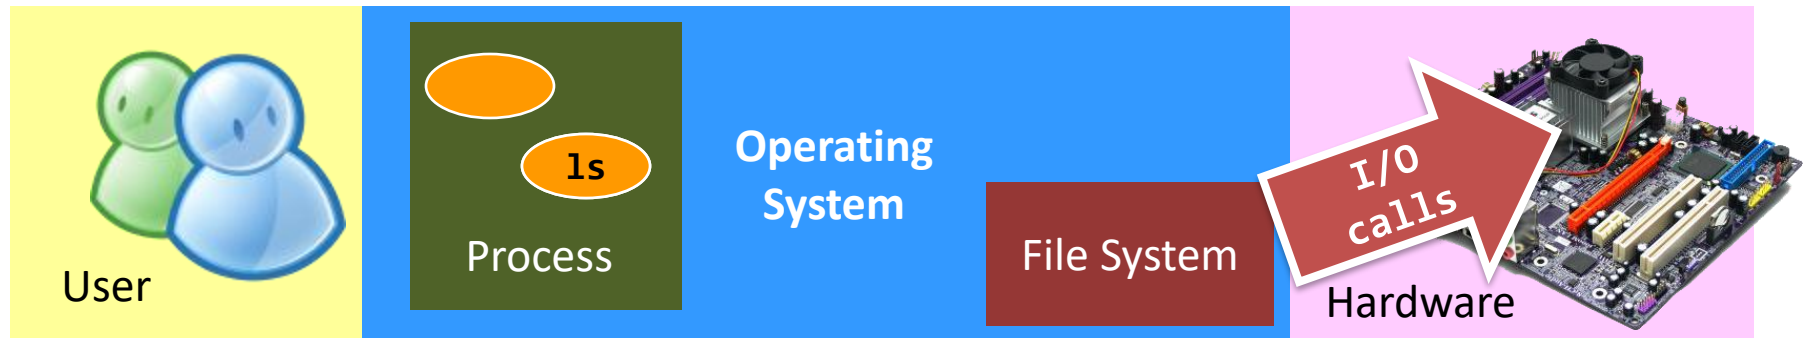 User
ls
Process
Operating
System
File System
I/O
calls
Hardware